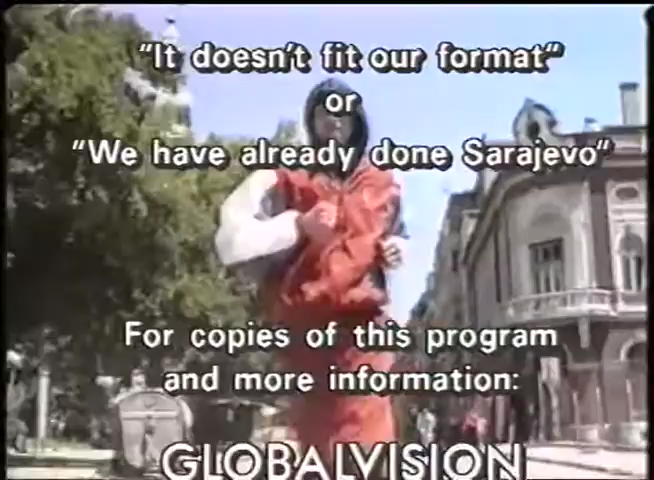 "It doesn't fit our format"
or
"We have already done Sarajevo"
For copies of this program
and more information:
GLOBALVISION